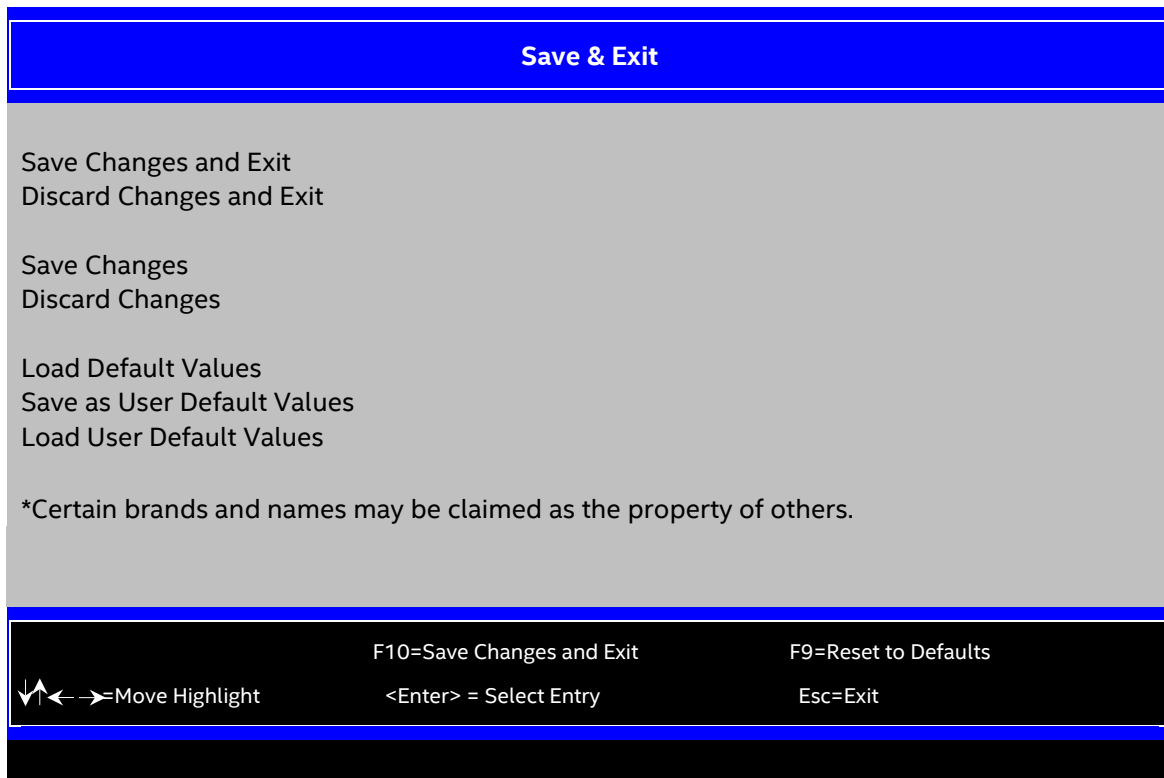 Save & Exit
Save Changes and Exit
Discard Changes and Exit
Save Changes
Discard Changes
Load Default Values
Save as User Default Values
Load User Default Values
*Certain brands and names may be claimed as the property of others.
F10=Save Changes and Exit F9=Reset to Defaults
=Move Highlight <Enter> = Select Entry Esc=Exit